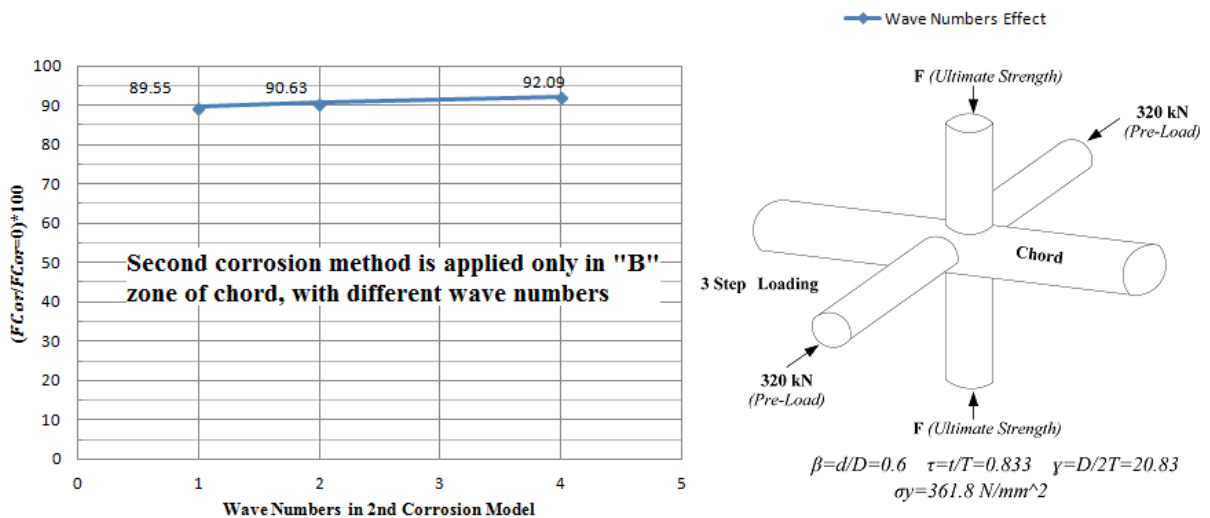 Wave Numbers Effect
100
90
80
70
60
50
40
30
20
10
0
(FCor/FCor=0)*100
89.55
90.63
92.09
Second corrosion method is applied only in "B"
zone of chord, with different wave numbers
0
1
2
3
4
5
Wave Numbers in 2nd Corrosion Model
F (Ultimate Strength)
320 kN
(Pre-Load)
Chord
3 Step Loading
320 kN
(Pre-Load)
F (Ultimate Strength)
β=d/D=0.6 τ=t/T=0.833 γ=D/2T=20.83
σy=361.8 N/mm^2